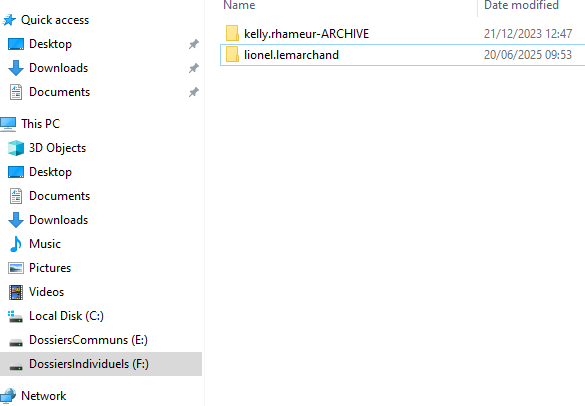 Name Date modified
Quick access
kelly.rhameur-ARCHIVE 21/12/2023 12:47
lionel.lemarchand 20/06/2025 09:53
Desktop
Downloads
Documents
This PC
3D Objects
Desktop
Documents
Downloads
Music
Pictures
Videos
Local Disk (C:)
DossiersCommuns (E:)
DossiersIndividuels (F:)
Network